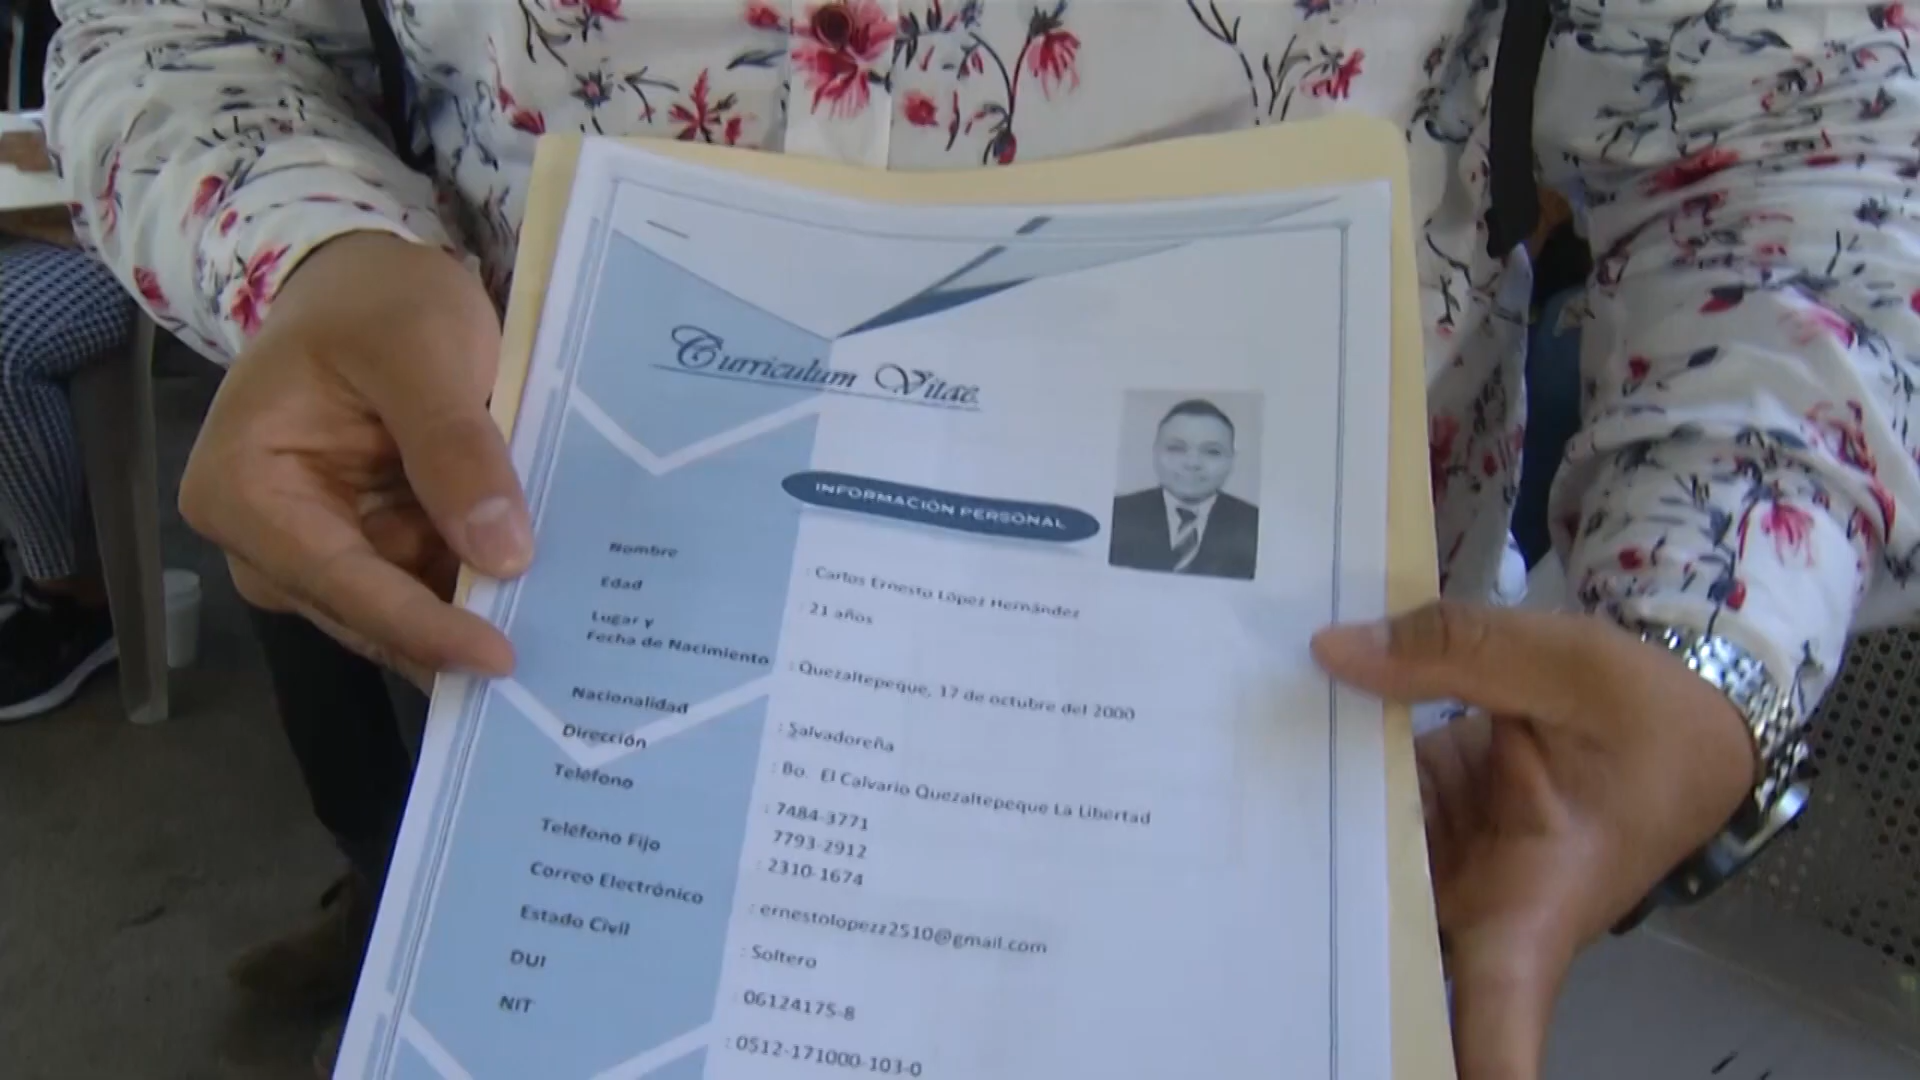 Curriculum Vitae
INFORMACIÓN PERSONAL
Nombre : Carlos Ernesto López Hernández
Edad : 21 años
Lugar y
Fecha de Nacimiento : Quezaltepeque, 17 de octubre del 2000
Nacionalidad : Salvadoreña
Dirección : Bo. El Calvario Quezaltepeque La Libertad
Teléfono : 7484-3771
7793-2912
Teléfono Fijo : 2310-1674
Correo Electrónico : ernestolopezz2510@gmail.com
Estado Civil : Soltero
DUI : 06124175-8
NIT : 0512-171000-103-0